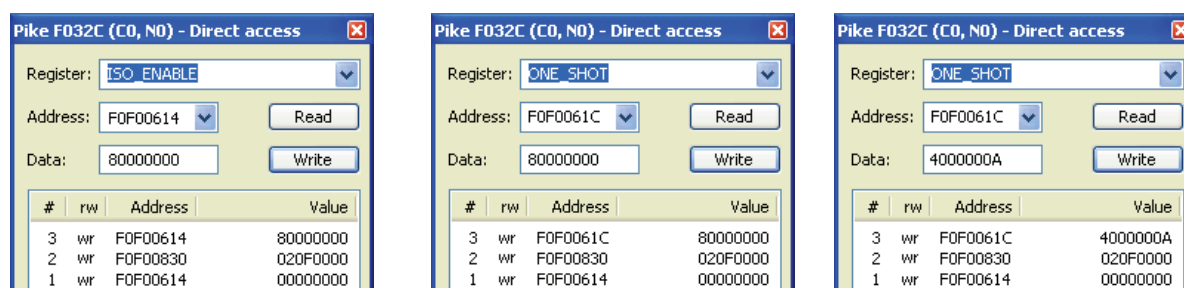 Pike F032C (C0, N0) - Direct access
Register: ISO_ENABLE
Address: F0F00614 Read
Data: 80000000 Write
# rw Address Value
3 wr F0F00614 80000000
2 wr F0F00830 020F0000
1 wr F0F00614 00000000
Pike F032C (C0, N0) - Direct access
Register: ONE_SHOT
Address: F0F0061C Read
Data: 80000000 Write
# rw Address Value
3 wr F0F0061C 80000000
2 wr F0F00830 020F0000
1 wr F0F00614 00000000
Pike F032C (C0, N0) - Direct access
Register: ONE_SHOT
Address: F0F0061C Read
Data: 4000000A Write
# rw Address Value
3 wr F0F0061C 4000000A
2 wr F0F00830 020F0000
1 wr F0F00614 00000000